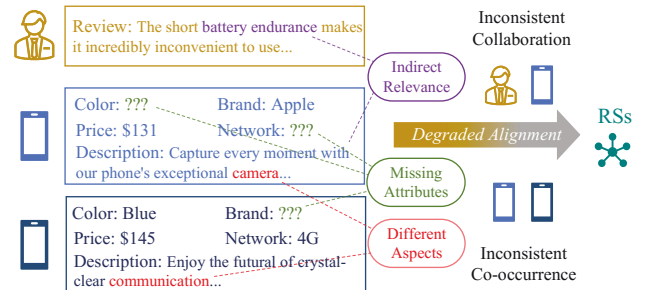 Review: The short battery endurance makes
it incredibly inconvenient to use...
Inconsistent
Collaboration
Indirect
Relevance
Color: ??? Brand: Apple
Price: $131 Network: ???
Description: Capture every moment with
our phone's exceptional camera...
Degraded Alignment
RSs
Missing
Attributes
Color: Blue Brand: ???
Price: $145 Network: 4G
Description: Enjoy the futural of crystal-
clear communication...
Different
Aspects
Inconsistent
Co-occurrence